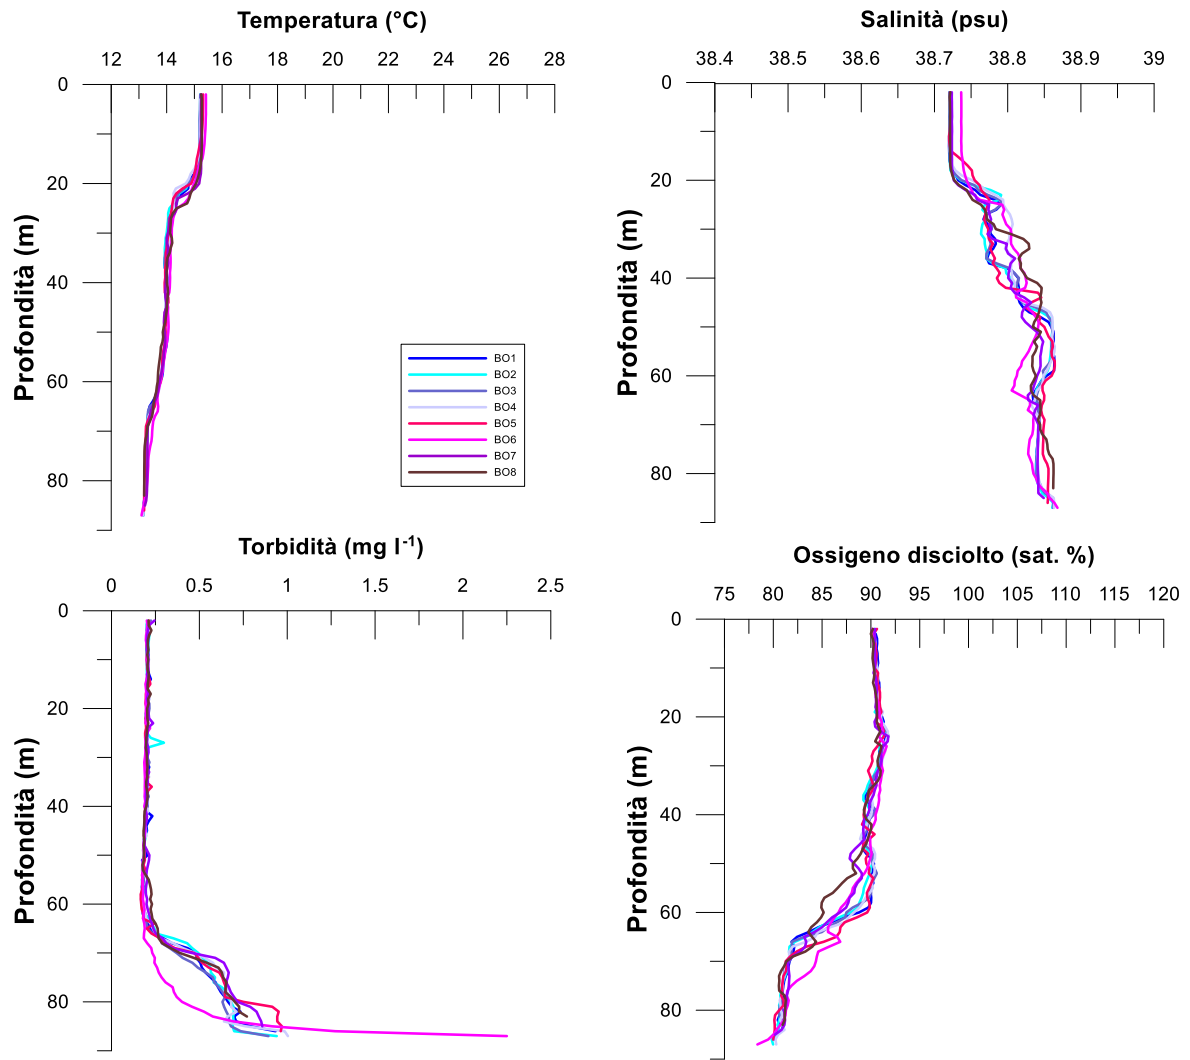 Temperatura (°C)
12 14 16 18 20 22 24 26 28
0
20
40
60
80
Profondità (m)
BO1
BO2
BO3
BO4
BO5
BO6
BO7
BO8
Salinità (psu)
38.4 38.5 38.6 38.7 38.8 38.9 39
0
20
40
60
80
Profondità (m)
Torbidità (mg l-1)
0 0.5 1 1.5 2 2.5
0
20
40
60
80
Profondità (m)
Ossigeno disciolto (sat. %)
75 80 85 90 95 100 105 110 115 120
0
20
40
60
80
Profondità (m)